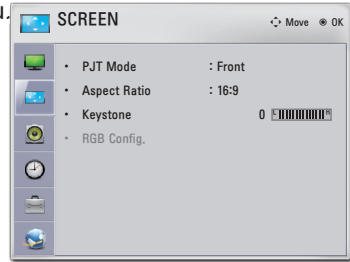 SCREEN Move OK
• PJT Mode : Front
• Aspect Ratio : 16:9
• Keystone 0
• RGB Config.